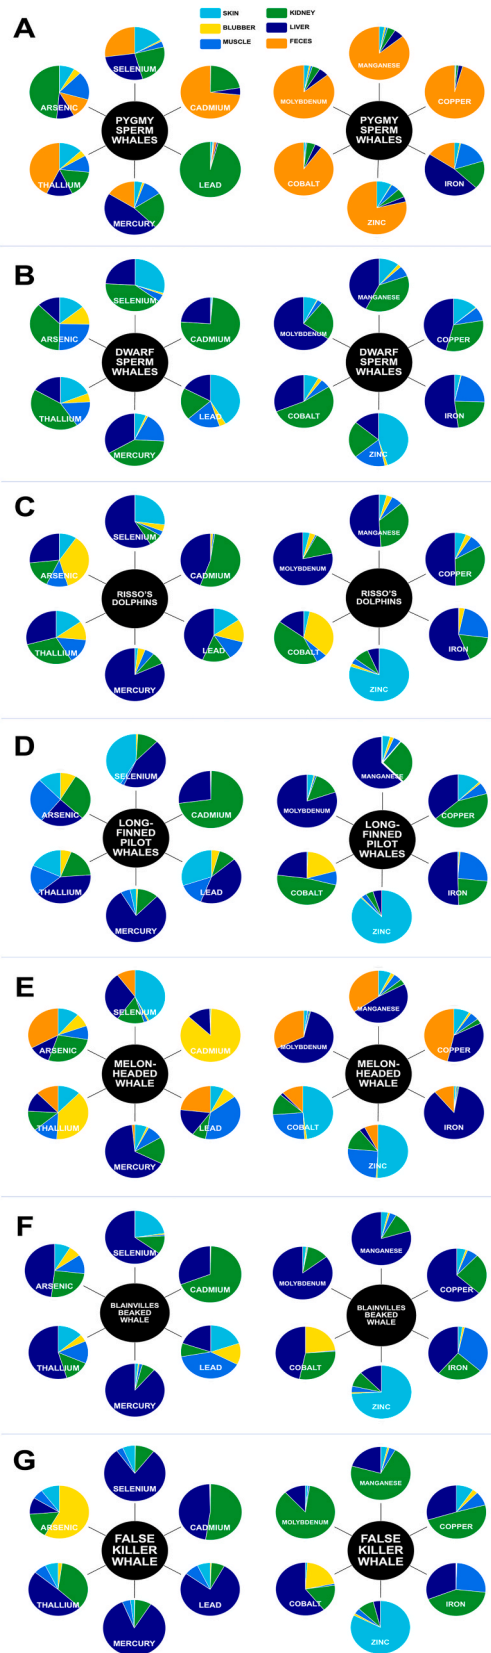 A
SKIN
BLUBBER
MUSCLE
KIDNEY
LIVER
FECES
SELENIUM
ARSENIC
CADMIUM
PYGMY
SPERM
WHALES
THALLIUM
LEAD
MERCURY
MANGANESE
MOLYBDENUM
COPPER
PYGMY
SPERM
WHALES
COBALT
IRON
ZINC
B
SELENIUM
ARSENIC
CADMIUM
DWARF
SPERM
WHALES
THALLIUM
LEAD
MERCURY
MANGANESE
MOLYBDENUM
COPPER
DWARF
SPERM
WHALES
COBALT
IRON
ZINC
C
SELENIUM
ARSENIC
CADMIUM
RISSO'S
DOLPHINS
THALLIUM
LEAD
MERCURY
MANGANESE
MOLYBDENUM
COPPER
RISSO'S
DOLPHINS
COBALT
IRON
ZINC
D
SELENIUM
ARSENIC
CADMIUM
LONG-
FINNED
PILOT
WHALES
THALLIUM
LEAD
MERCURY
MANGANESE
MOLYBDENUM
COPPER
LONG-
FINNED
PILOT
WHALES
COBALT
IRON
ZINC
E
SELENIUM
ARSENIC
CADMIUM
MELON-
HEADED
WHALE
THALLIUM
LEAD
MERCURY
MANGANESE
MOLYBDENUM
COPPER
MELON-
HEADED
WHALE
COBALT
IRON
ZINC
F
SELENIUM
ARSENIC
CADMIUM
BLAINVILLES
BEAKED
WHALE
THALLIUM
LEAD
MERCURY
MANGANESE
MOLYBDENUM
COPPER
BLAINVILLES
BEAKED
WHALE
COBALT
IRON
ZINC
G
SELENIUM
ARSENIC
CADMIUM
FALSE
KILLER
WHALE
THALLIUM
LEAD
MERCURY
MANGANESE
MOLYBDENUM
COPPER
FALSE
KILLER
WHALE
COBALT
IRON
ZINC